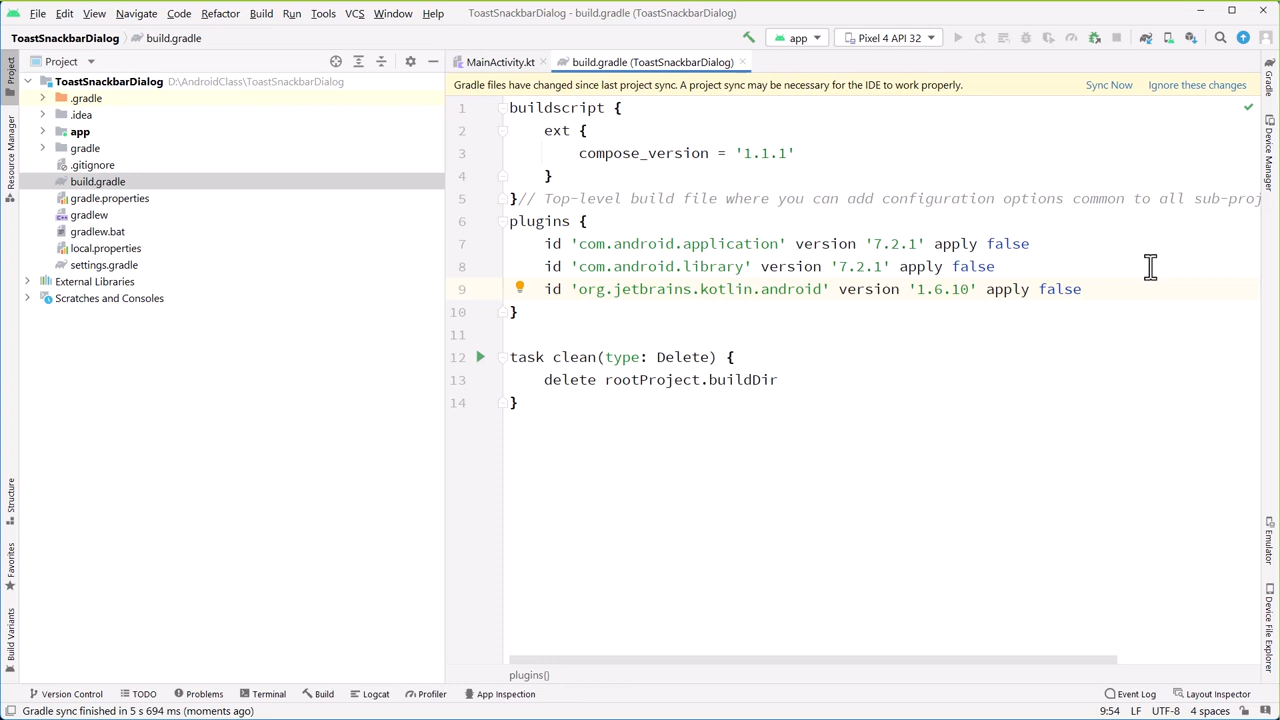 File Edit View Navigate Code Refactor Build Run Tools VCS Window Help ToastSnackbarDialog - build.gradle (ToastSnackbarDialog)
ToastSnackbarDialog build.gradle app Pixel 4 API 32
Project
MainActivity.kt build.gradle (ToastSnackbarDialog)
Gradle files have changed since last project sync. A project sync may be necessary for the IDE to work properly. Sync Now Ignore these changes
ToastSnackbarDialog D:\AndroidClass\ToastSnackbarDialog
.gradle
.idea
app
gradle
.gitignore
build.gradle
gradle.properties
gradlew
gradlew.bat
local.properties
settings.gradle
External Libraries
Scratches and Consoles
1 buildscript {
2 ext {
3 compose_version = '1.1.1'
4 }
5 }// Top-level build file where you can add configuration options common to all sub-proj
6 plugins {
7 id 'com.android.application' version '7.2.1' apply false
8 id 'com.android.library' version '7.2.1' apply false
9 id 'org.jetbrains.kotlin.android' version '1.6.10' apply false
10 }
11
12 task clean(type: Delete) {
13 delete rootProject.buildDir
14 }
plugins{}
Project
Resource Manager
Structure
Favorites
Build Variants
Gradle
Device Manager
Emulator
Device File Explorer
Version Control TODO Problems Terminal Build Logcat Profiler App Inspection Event Log Layout Inspector
Gradle sync finished in 5 s 694 ms (moments ago) 9:54 LF UTF-8 4 spaces